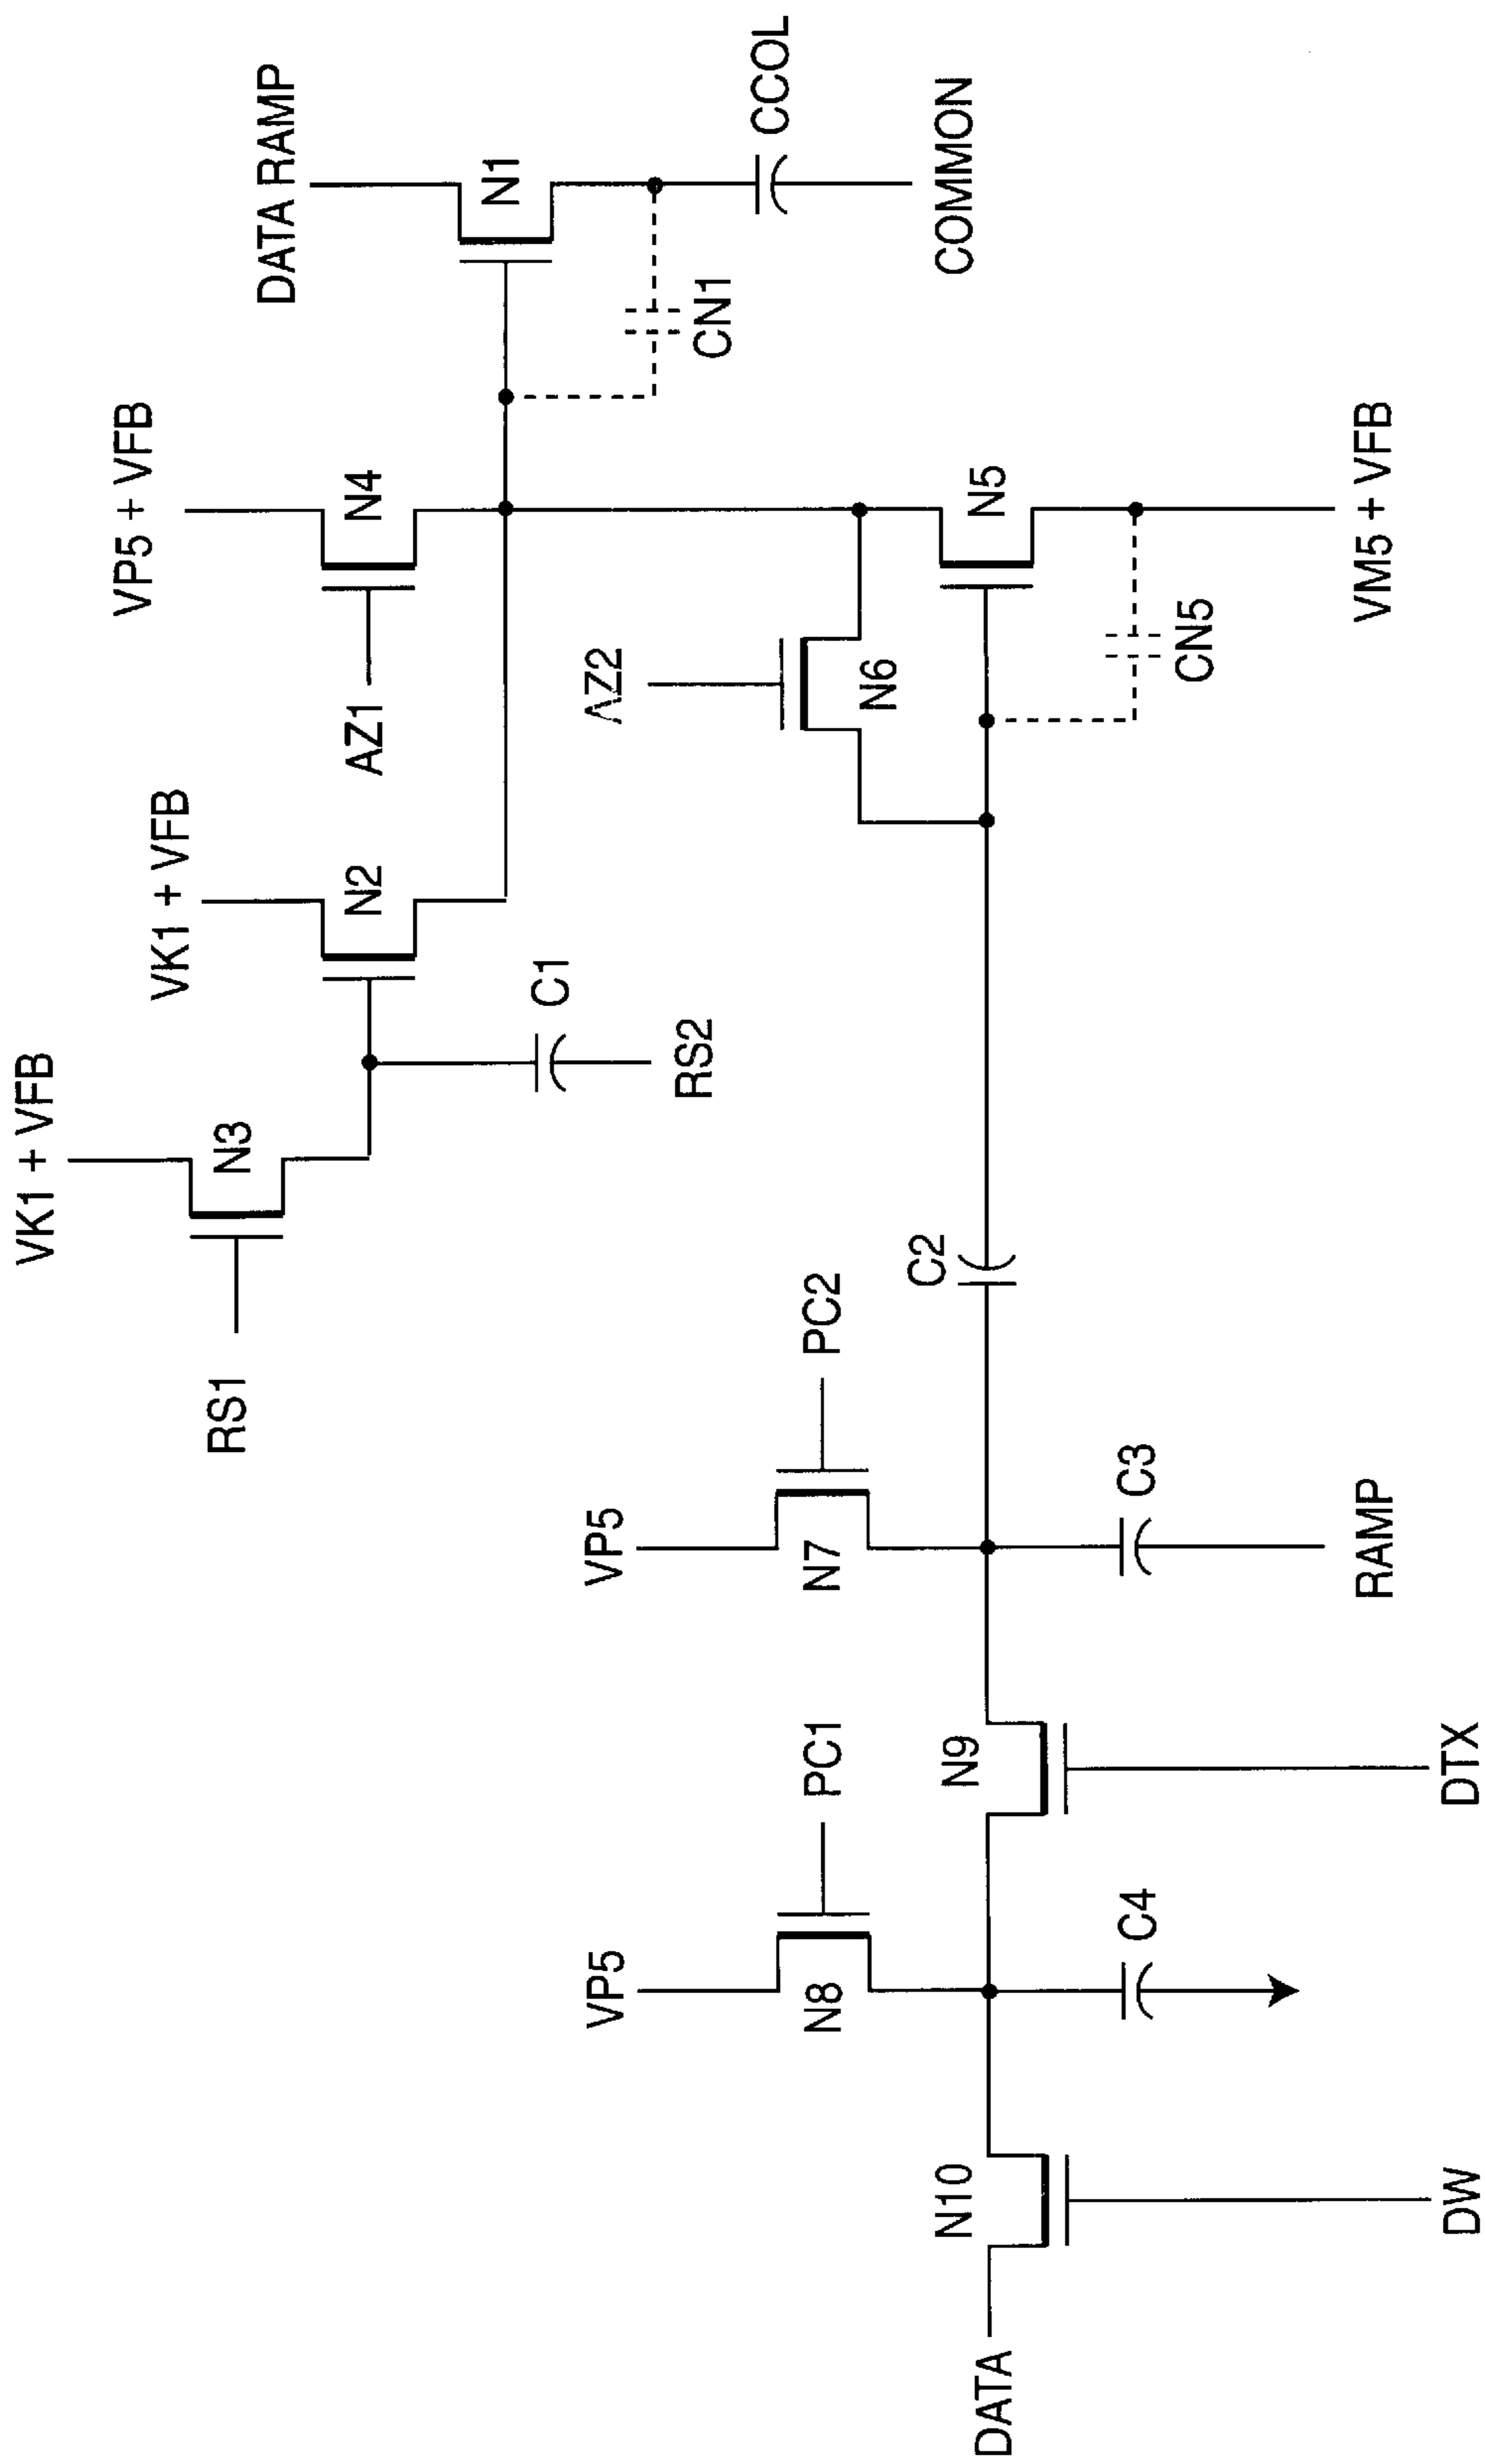 DATA RAMP
N1
CCOL
COMMON
CN1
VP5 + VFB
N4
AZ1
VK1 + VFB
N2
C1
RS2
VK1 + VFB
N3
RS1
AZ2
N6
N5
CN5
VM5 + VFB
C2
PC2
VP5
N7
C3
RAMP
PC1
VP5
N8
N9
C4
DTX
N10
DATA
DW